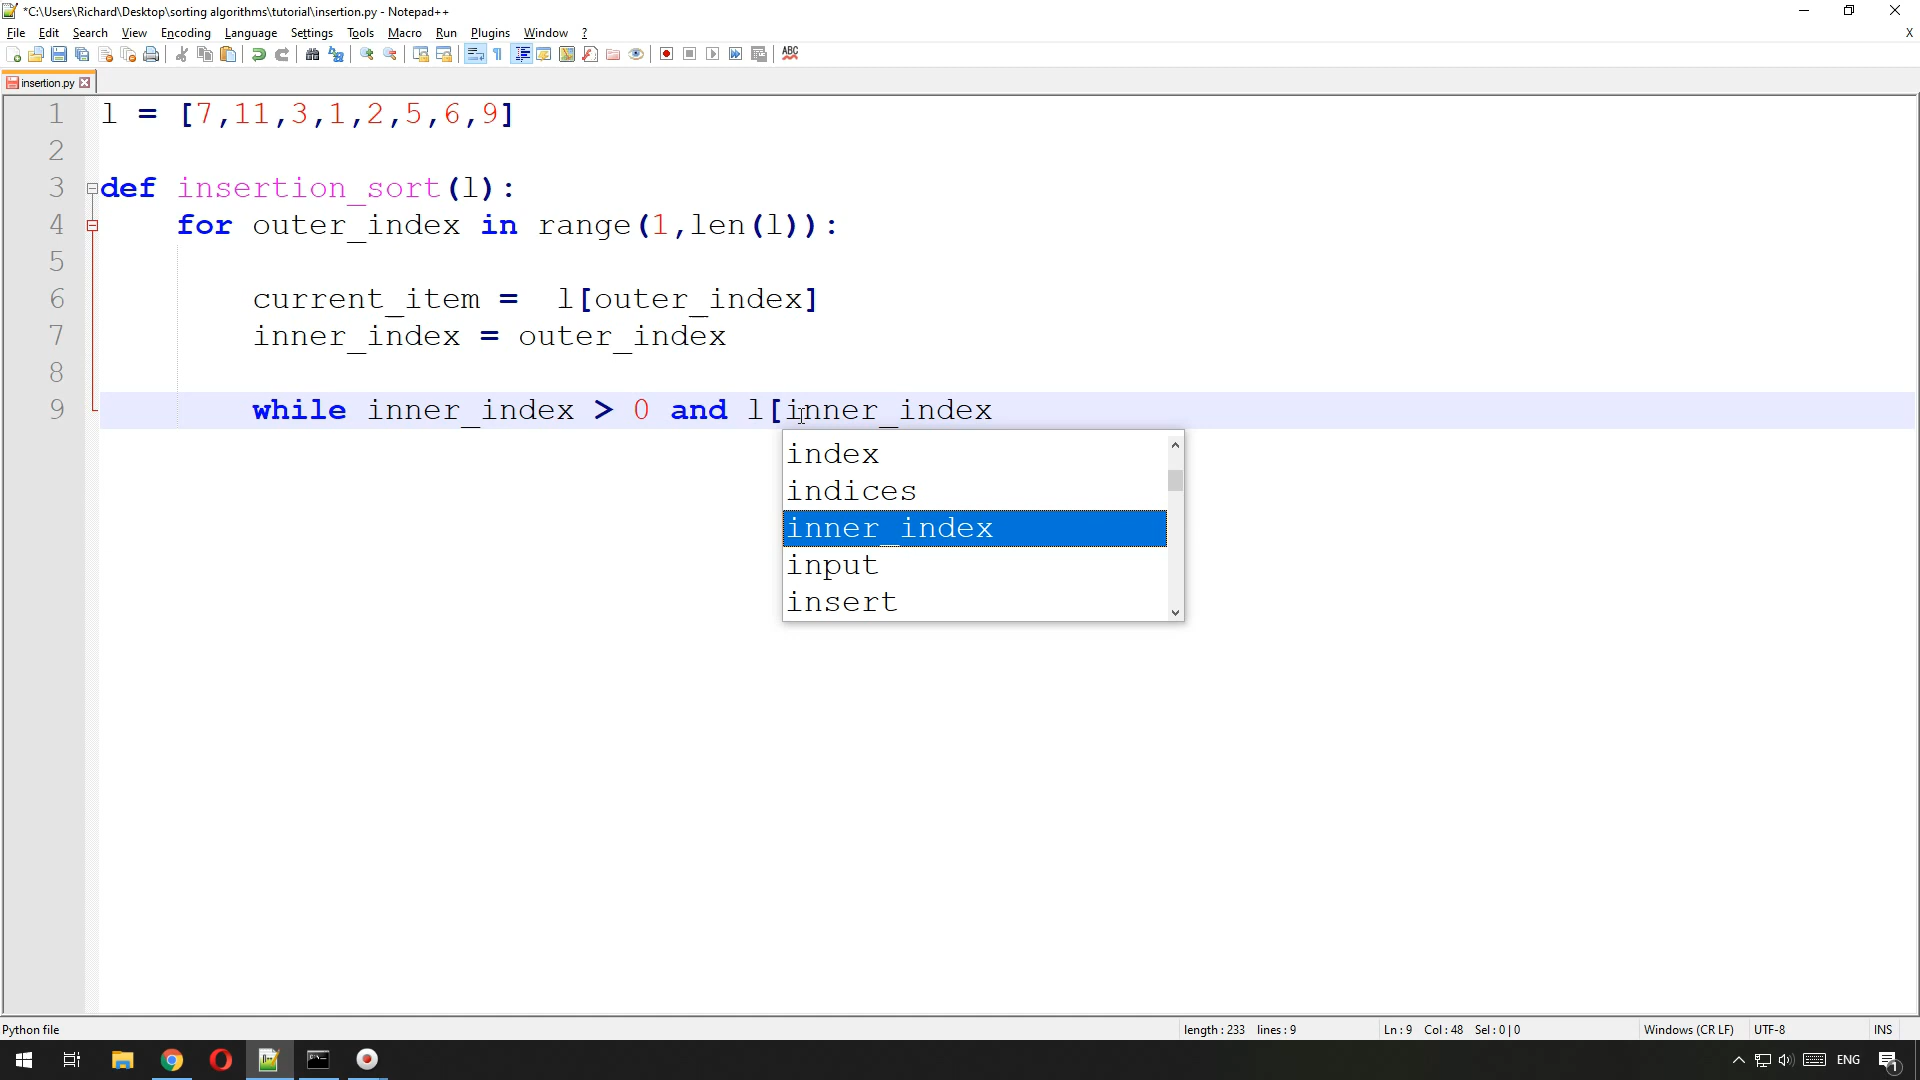 *C:\Users\Richard\Desktop\sorting algorithms\tutorial\insertion.py - Notepad++
File Edit Search View Encoding Language Settings Tools Macro Run Plugins Window ? X
ABC
insertion.py
1 l = [7,11,3,1,2,5,6,9]
2
3 def insertion_sort(l):
4 for outer_index in range(1,len(l)):
5
6 current_item =  l[outer_index]
7 inner_index = outer_index
8
9 while inner_index > 0 and l[inner_index
index
indices
inner_index
input
insert
Python file length : 233 lines : 9 Ln : 9 Col : 48 Sel : 0 | 0 Windows (CR LF) UTF-8 INS
ENG 1